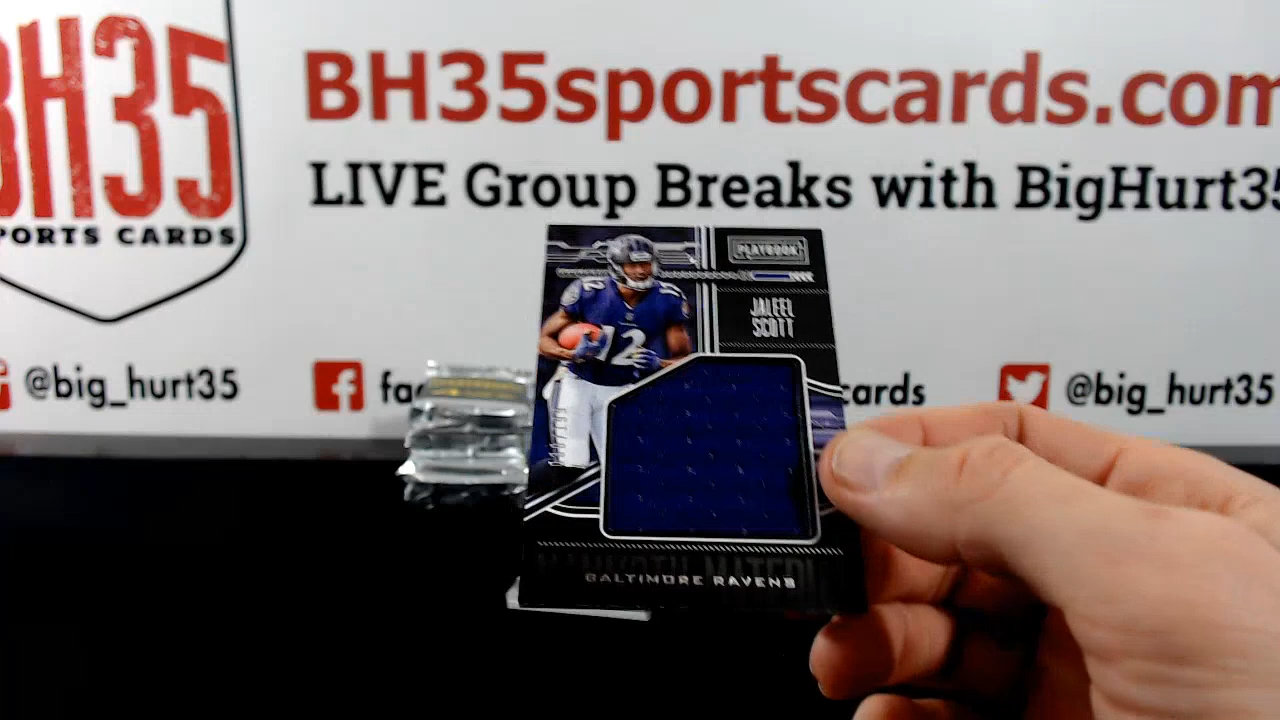 BH35
PORTS CARDS
BH35sportscards.com
LIVE Group Breaks with BigHurt35
@big_hurt35
f
cards
@big_hurt35
PLAYBOOK
JALEEL
SCOTT
12
12
BALTIMORE RAVENS